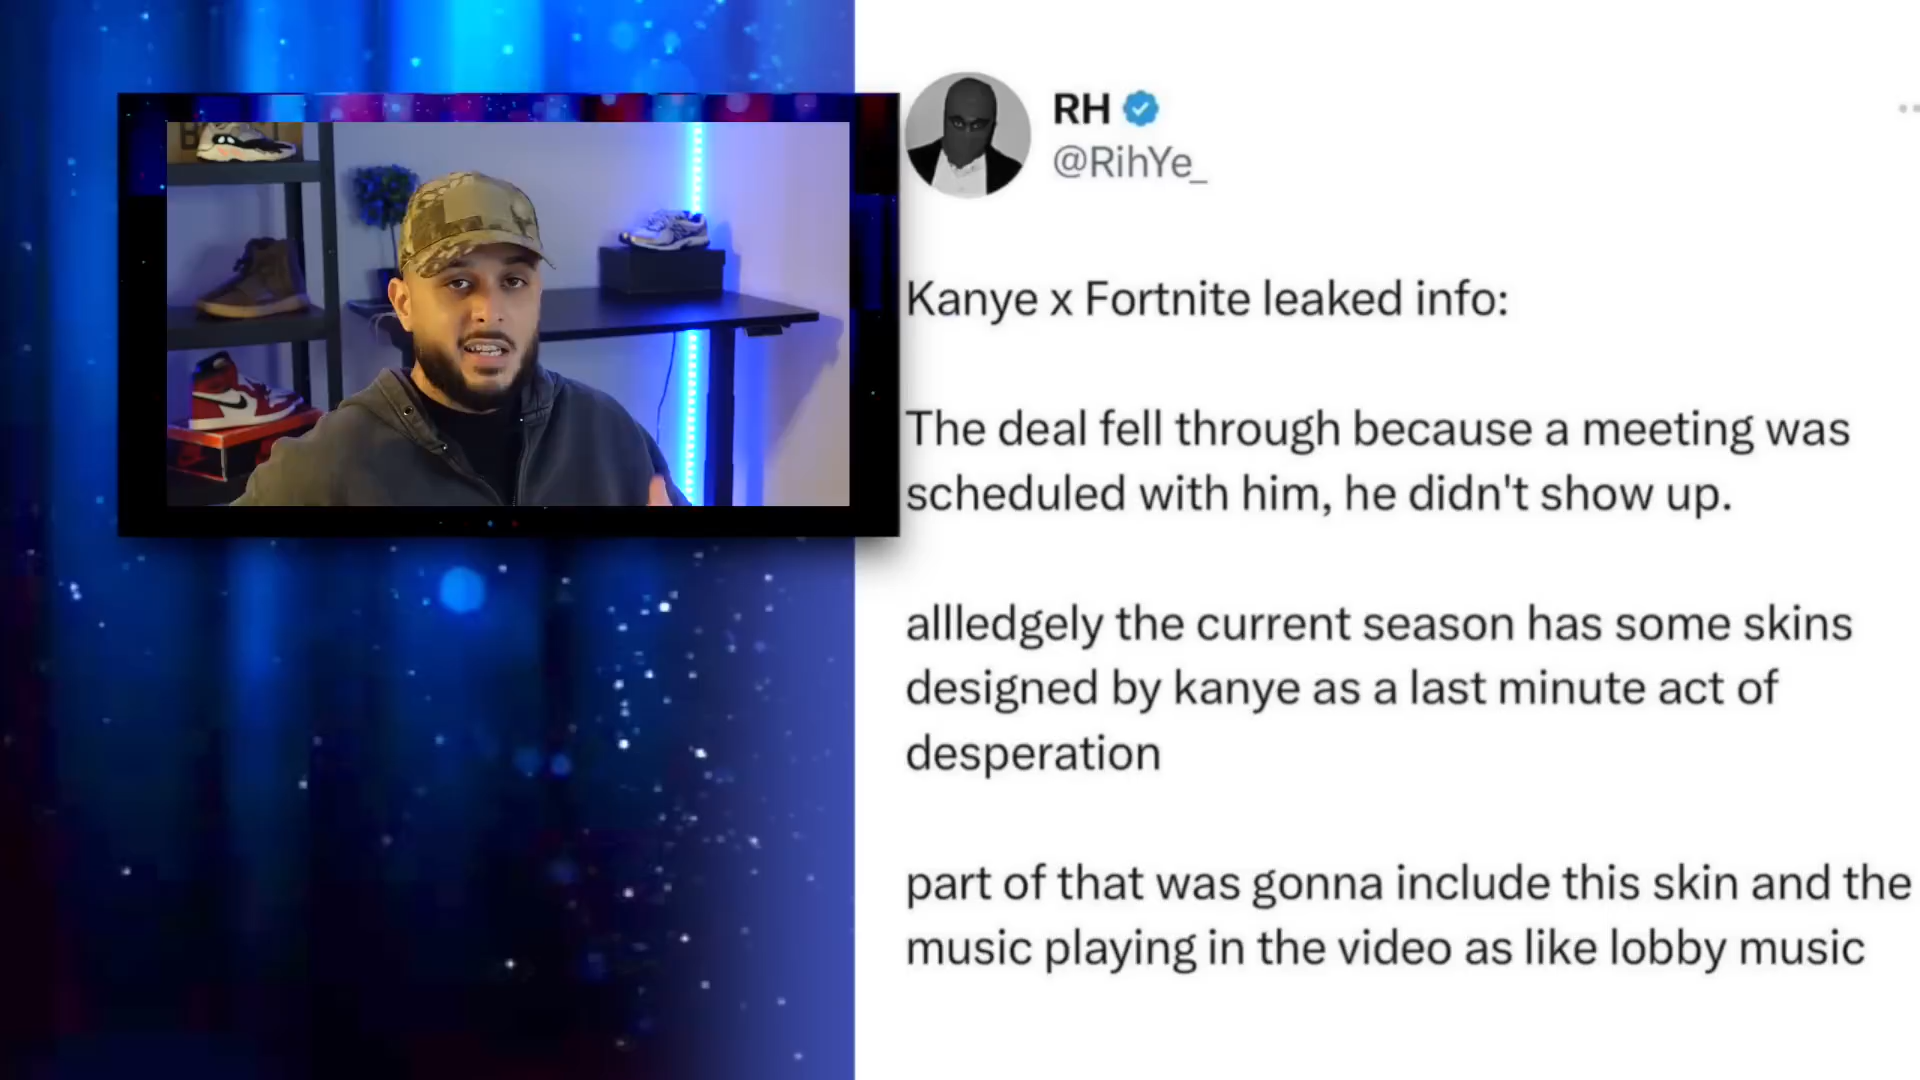 RH
@RihYe_
Kanye x Fortnite leaked info:
The deal fell through because a meeting was
scheduled with him, he didn't show up.
allledgely the current season has some skins
designed by kanye as a last minute act of
desperation
part of that was gonna include this skin and the
music playing in the video as like lobby music